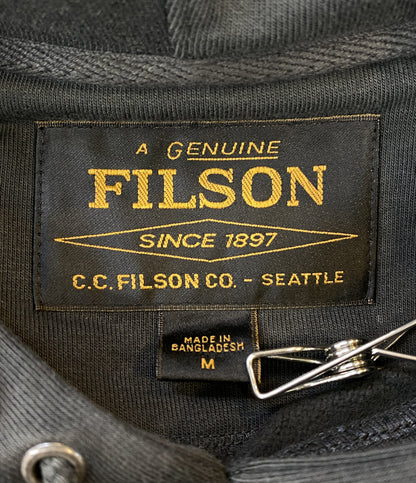 A GENUINE
FILSON
SINCE 1897
C.C. FILSON CO. - SEATTLE
MADE IN
BANGLADESH
M